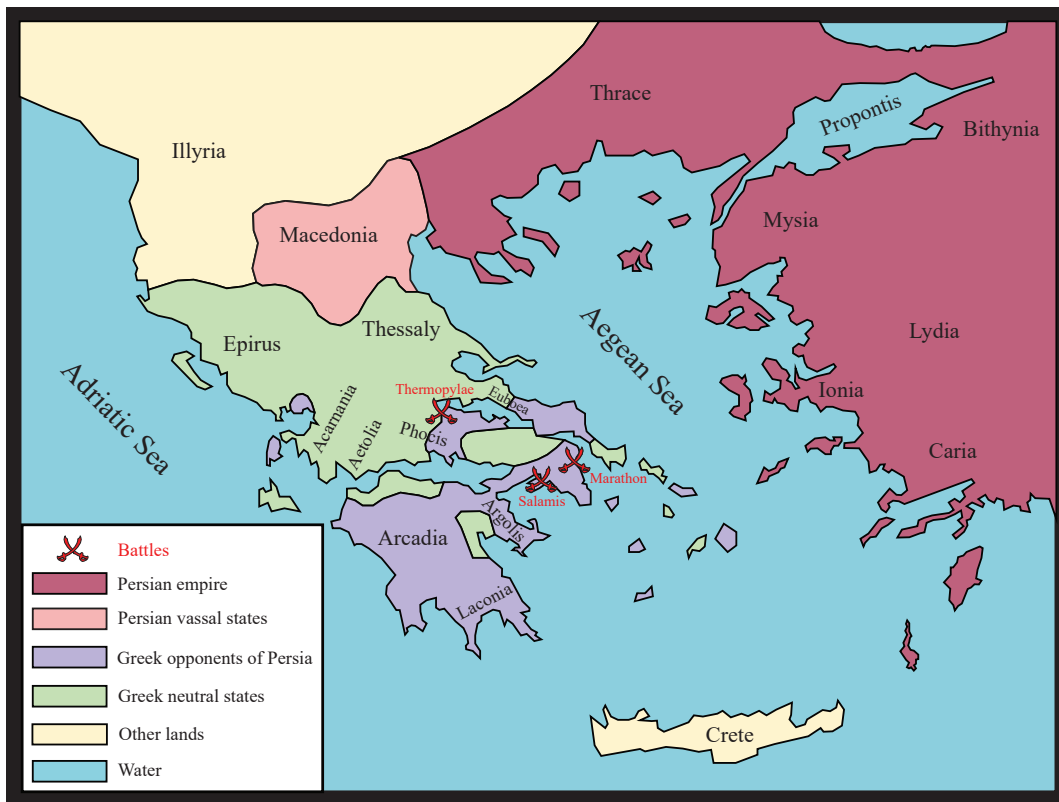 Thrace
Propontis
Bithynia
Illyria
Mysia
Macedonia
Aegean Sea
Thessaly
Lydia
Epirus
Adriatic Sea
Thermopylae
Euboea
Ionia
Acarnania
Aetolia
Phocis
Caria
Marathon
Salamis
Argolis
Arcadia
Laconia
Crete
Battles
Persian empire
Persian vassal states
Greek opponents of Persia
Greek neutral states
Other lands
Water